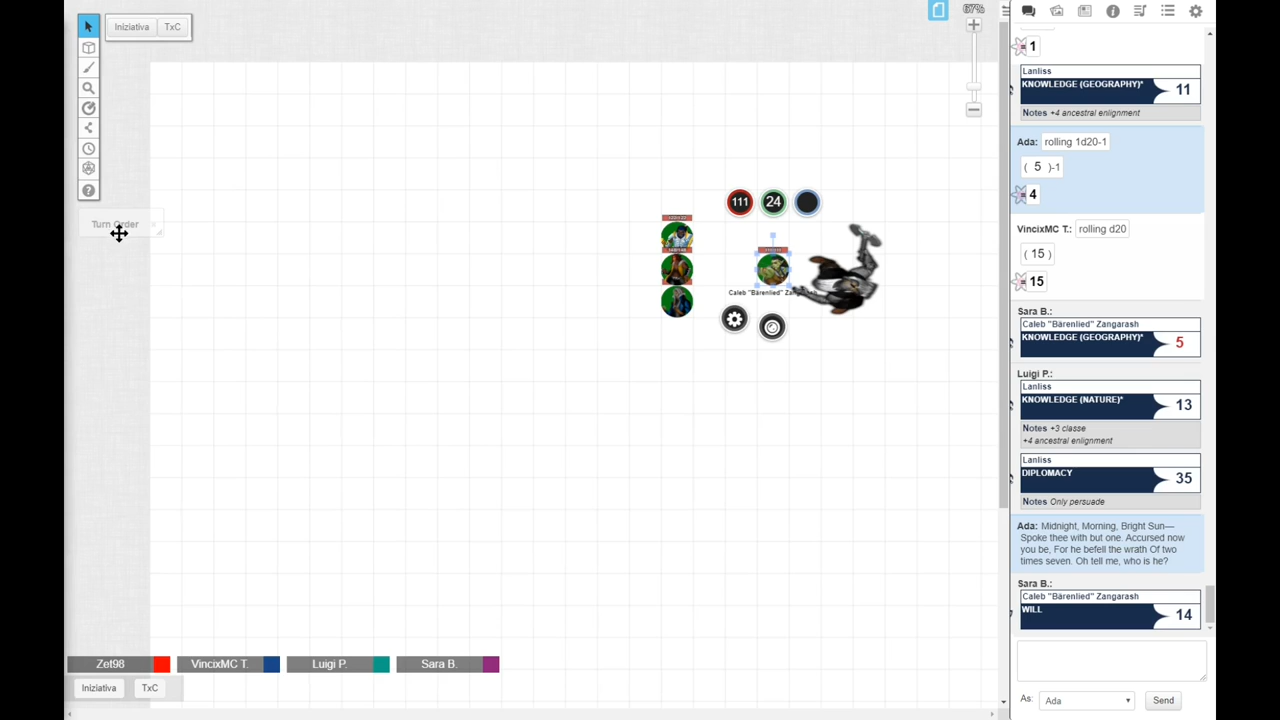 Iniziativa TxC
67%
Turn Order
111 24
Caleb "Bärenlied" Zangarash
Zet98 VincixMC T. Luigi P. Sara B.
Iniziativa TxC
1
Lanliss
KNOWLEDGE (GEOGRAPHY)* 11
Notes +4 ancestral enlignment
Ada: rolling 1d20-1
( 5 )-1
4
VincixMC T.: rolling d20
( 15 )
15
Sara B.:
Caleb "Bärenlied" Zangarash
KNOWLEDGE (GEOGRAPHY)* 5
Luigi P.:
Lanliss
KNOWLEDGE (NATURE)* 13
Notes +3 classe
+4 ancestral enlignment
Lanliss
DIPLOMACY 35
Notes Only persuade
Ada: Midnight, Morning, Bright Sun—
Spoke thee with but one. Accursed now
you be, For he befell the wrath Of two
times seven. Oh tell me, who is he?
Sara B.:
Caleb "Bärenlied" Zangarash
WILL 14
As: Ada Send